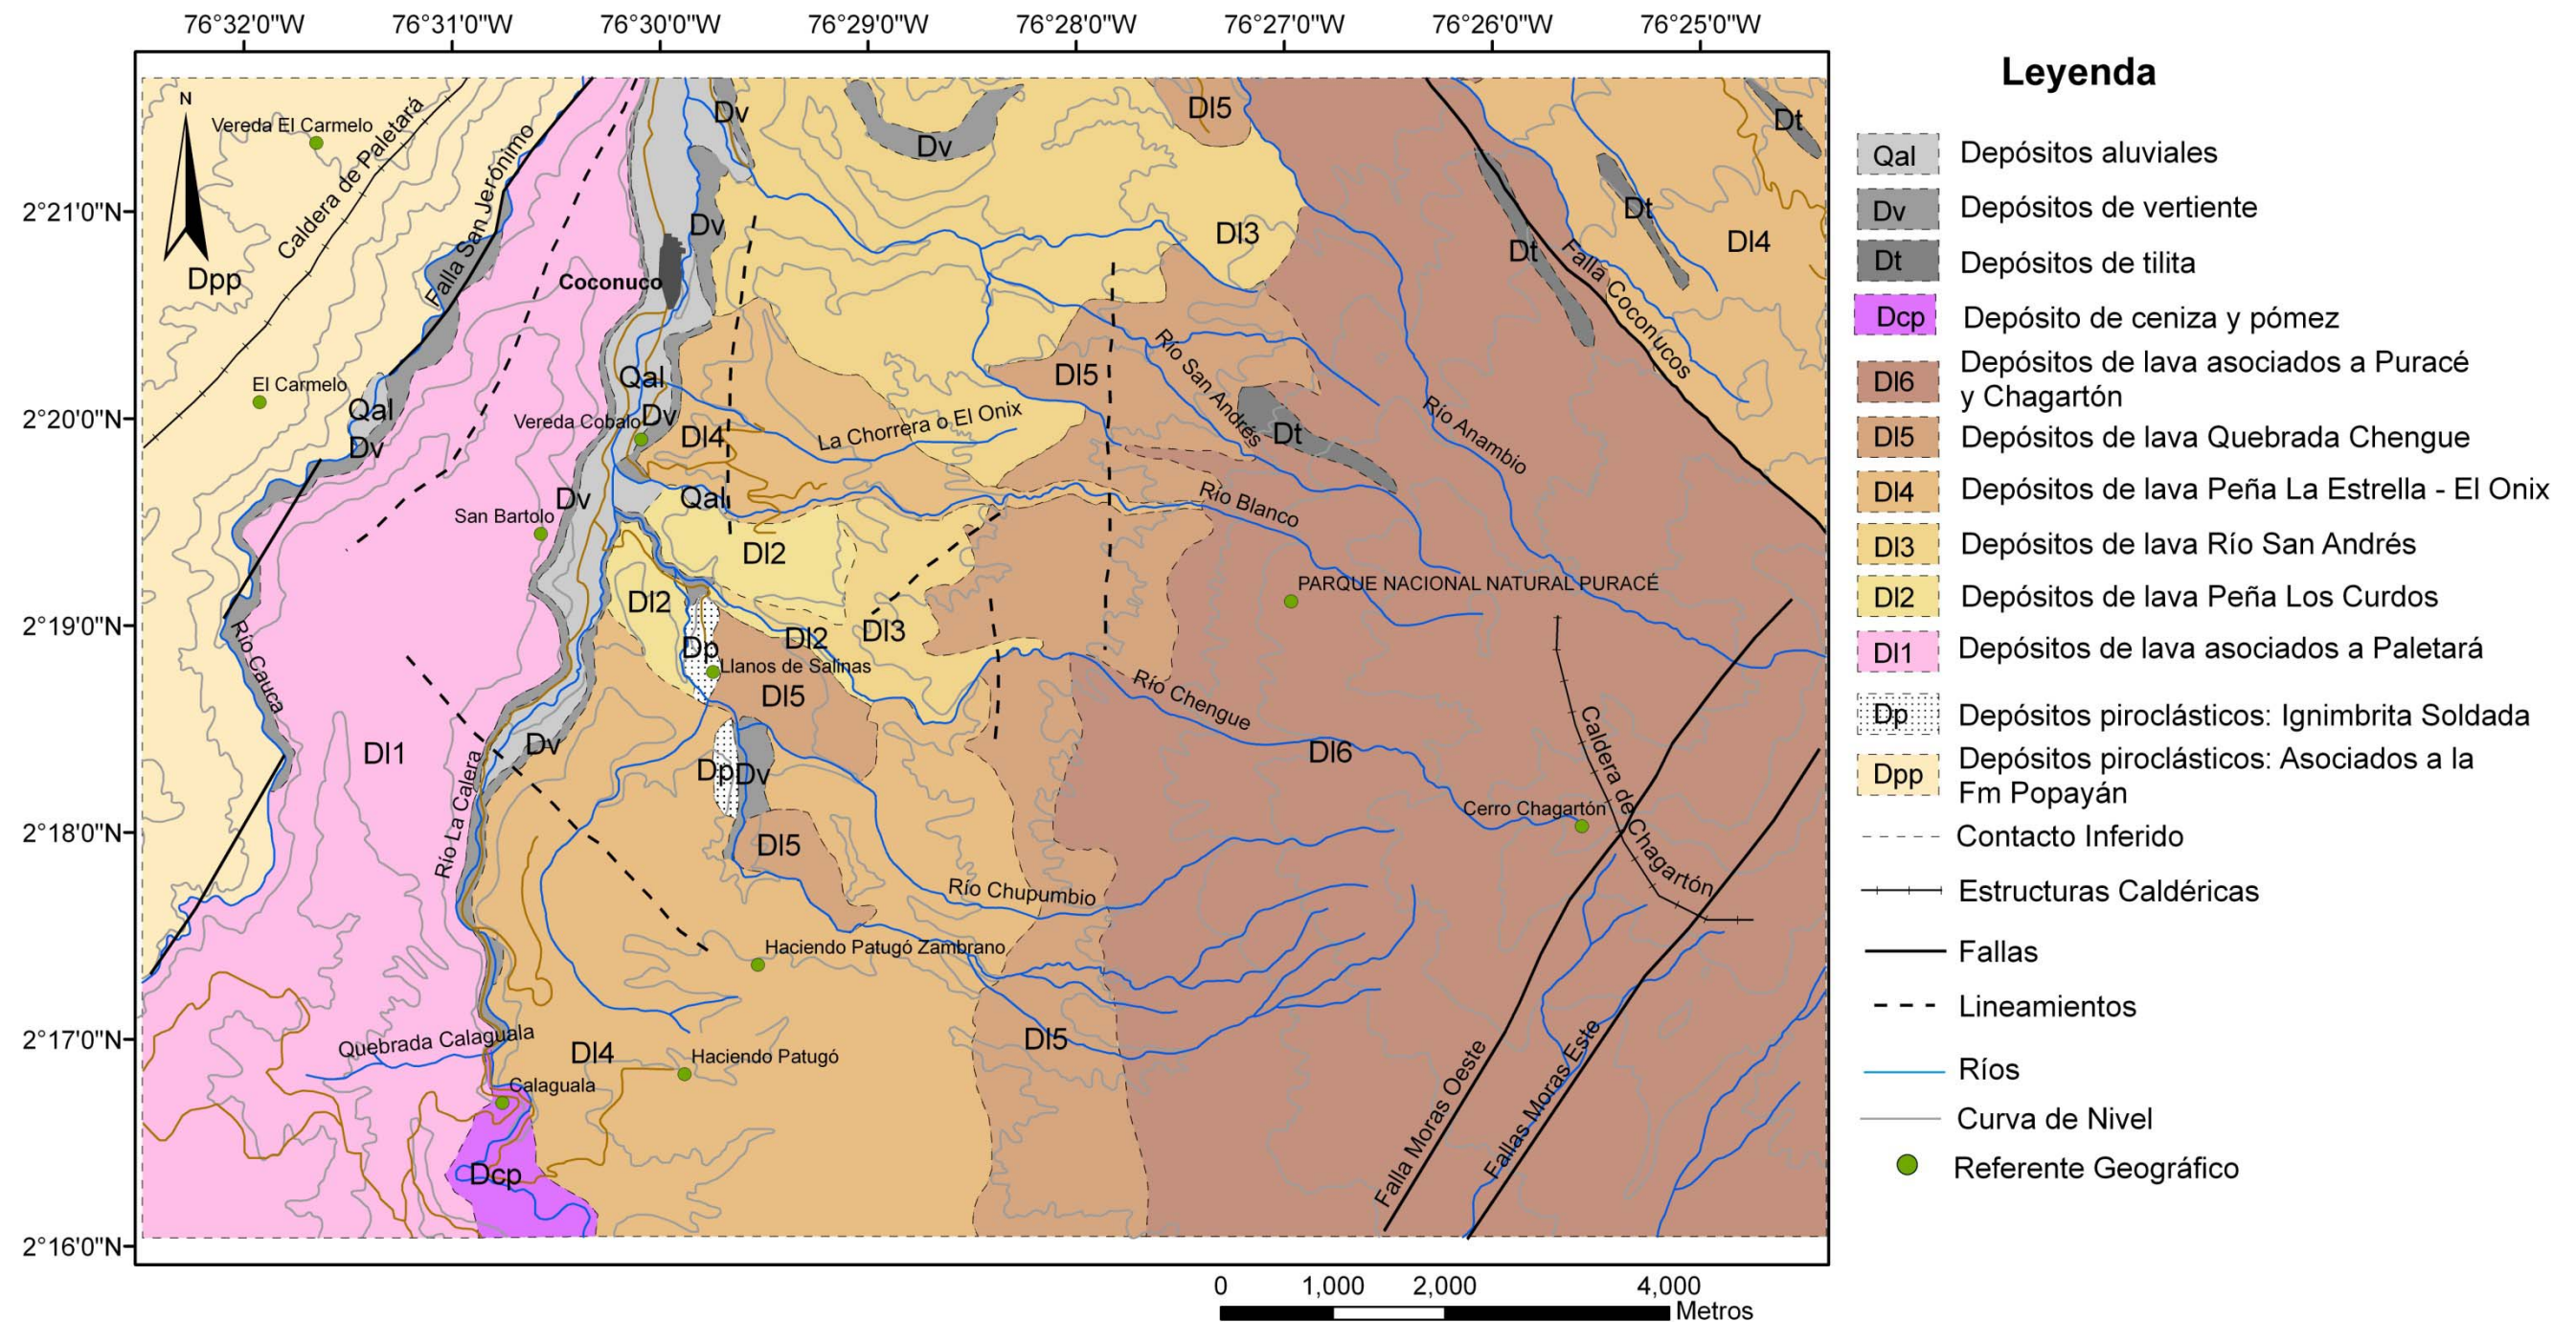 76°32'0"W
76°31'0"W
76°30'0"W
76°29'0"W
76°28'0"W
76°27'0"W
76°26'0"W
76°25'0"W
2°21'0"N
2°20'0"N
2°19'0"N
2°18'0"N
2°17'0"N
2°16'0"N
N
Vereda El Carmelo
Caldera de Paletará
Falla San Jerónimo
Dpp
Dv
Dv
Dl5
Dt
Dv
Dl3
Dt
Dt
Dl4
Falla Coconucos
Coconuco
El Carmelo
Qal
Dv
Qal
Vereda Cobalo
Dv
Dl4
La Chorrera o El Onix
Dl5
Río San Andrés
Dt
Río Anambio
San Bartolo
Dv
Qal
Río Blanco
Dl2
PARQUE NACIONAL NATURAL PURACÉ
Dl2
Río Cauca
Dp
Dl2
Dl3
Llanos de Salinas
Dl5
Río Chengue
Dl1
Dv
Río La Calera
Dp
Dv
Dl6
Caldera de Chagartón
Cerro Chagartón
Dl5
Río Chupumbio
Haciendo Patugó Zambrano
Quebrada Calaguala
Dl4
Haciendo Patugó
Dl5
Calaguala
Dcp
Falla Moras Oeste
Fallas Moras Este
0
1,000
2,000
4,000
Metros
Leyenda
Qal
Depósitos aluviales
Dv
Depósitos de vertiente
Dt
Depósitos de tilita
Dcp
Depósito de ceniza y pómez
Dl6
Depósitos de lava asociados a Puracé
y Chagartón
Dl5
Depósitos de lava Quebrada Chengue
Dl4
Depósitos de lava Peña La Estrella - El Onix
Dl3
Depósitos de lava Río San Andrés
Dl2
Depósitos de lava Peña Los Curdos
Dl1
Depósitos de lava asociados a Paletará
Dp
Depósitos piroclásticos: Ignimbrita Soldada
Dpp
Depósitos piroclásticos: Asociados a la
Fm Popayán
Contacto Inferido
Estructuras Caldéricas
Fallas
Lineamientos
Ríos
Curva de Nivel
Referente Geográfico